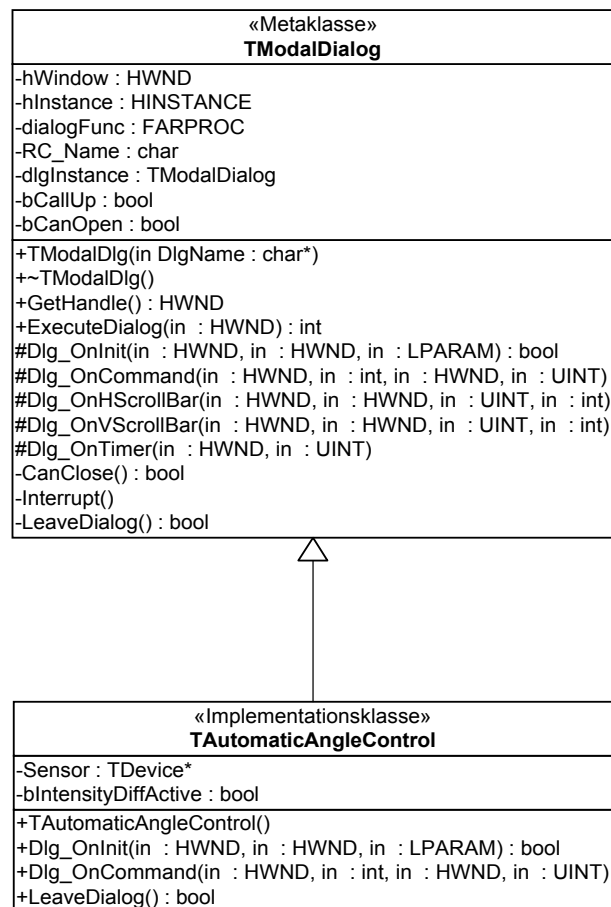 «Metaklasse»
TModalDialog
-hWindow : HWND
-hInstance : HINSTANCE
-dialogFunc : FARPROC
-RC_Name : char
-dlgInstance : TModalDialog
-bCallUp : bool
-bCanOpen : bool
+TModalDlg(in DlgName : char*)
+~TModalDlg()
+GetHandle() : HWND
+ExecuteDialog(in : HWND) : int
#Dlg_OnInit(in : HWND, in : HWND, in : LPARAM) : bool
#Dlg_OnCommand(in : HWND, in : int, in : HWND, in : UINT)
#Dlg_OnHScrollBar(in : HWND, in : HWND, in : UINT, in : int)
#Dlg_OnVScrollBar(in : HWND, in : HWND, in : UINT, in : int)
#Dlg_OnTimer(in : HWND, in : UINT)
-CanClose() : bool
-Interrupt()
-LeaveDialog() : bool
«Implementationsklasse»
TAutomaticAngleControl
-Sensor : TDevice*
-bIntensityDiffActive : bool
+TAutomaticAngleControl()
+Dlg_OnInit(in : HWND, in : HWND, in : LPARAM) : bool
+Dlg_OnCommand(in : HWND, in : int, in : HWND, in : UINT)
+LeaveDialog() : bool